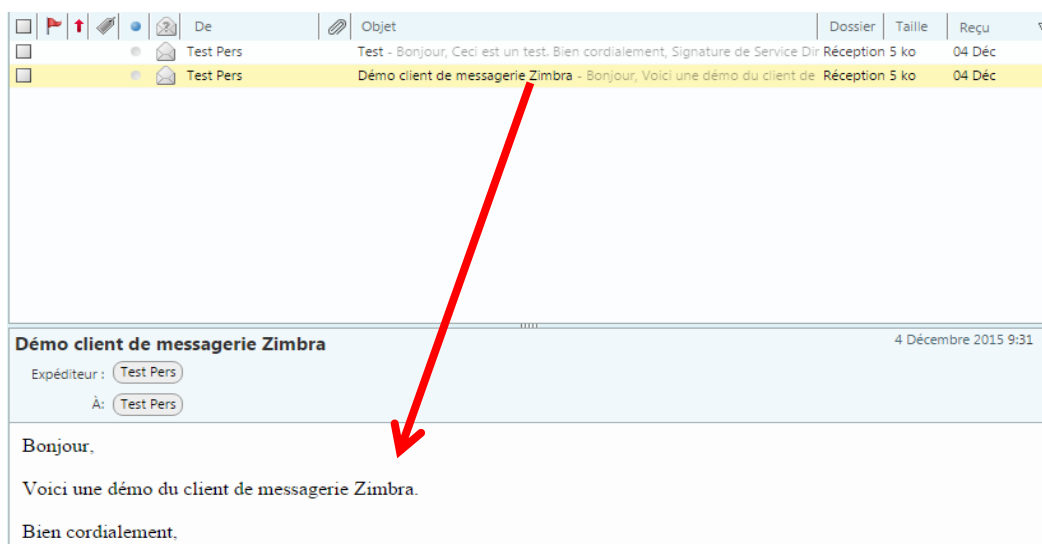 De Objet Dossier Taille Reçu
Test Pers Test - Bonjour, Ceci est un test. Bien cordialement, Signature de Service Dir Réception 5 ko 04 Déc
Test Pers Démo client de messagerie Zimbra - Bonjour, Voici une démo du client de Réception 5 ko 04 Déc
Démo client de messagerie Zimbra 4 Décembre 2015 9:31
Expéditeur : Test Pers
À: Test Pers
Bonjour,
Voici une démo du client de messagerie Zimbra.
Bien cordialement,